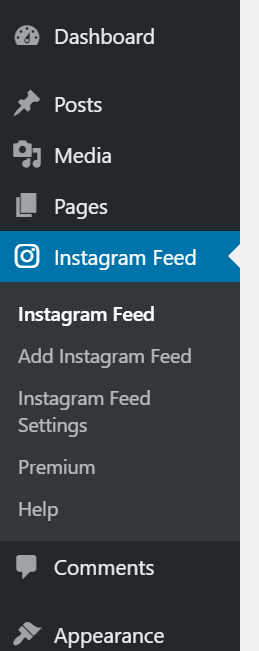 Dashboard
Posts
Media
Pages
Instagram Feed
Instagram Feed
Add Instagram Feed
Instagram Feed
Settings
Premium
Help
Comments
Appearance